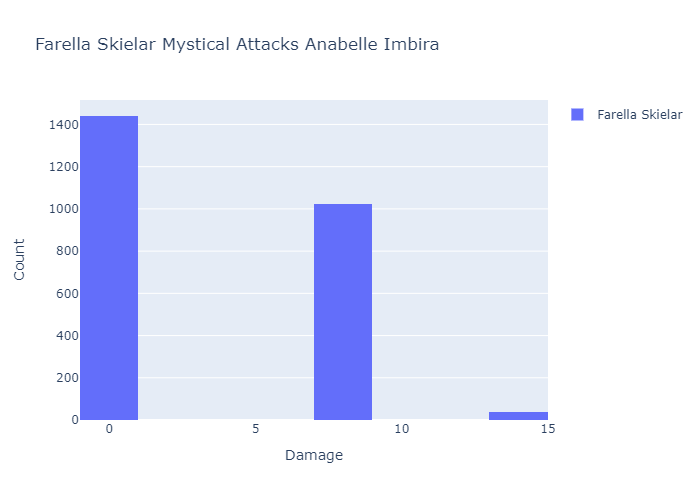 Farella Skielar Mystical Attacks Anabelle Imbira
Farella Skielar
1400
1200
1000
800
600
400
200
0
0 5 10 15
Count
Damage